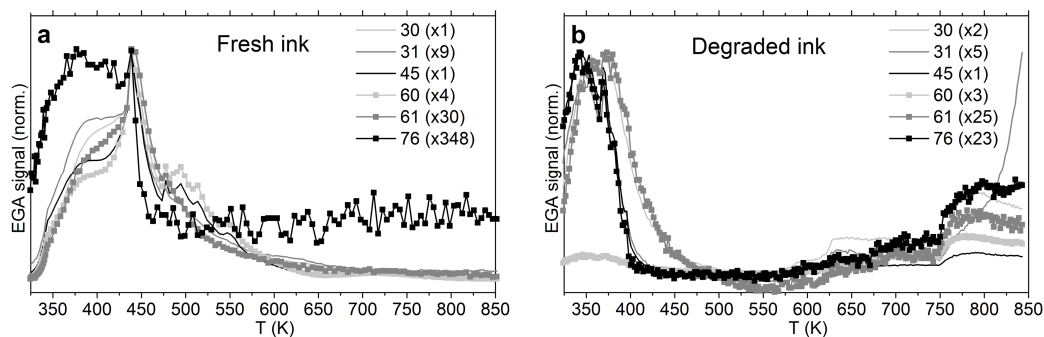 a
Fresh ink
30 (x1)
31 (x9)
45 (x1)
60 (x4)
61 (x30)
76 (x348)
EGA signal (norm.)
350 400 450 500 550 600 650 700 750 800 850
T (K)
b
Degraded ink
30 (x2)
31 (x5)
45 (x1)
60 (x3)
61 (x25)
76 (x23)
EGA signal (norm.)
350 400 450 500 550 600 650 700 750 800 850
T (K)